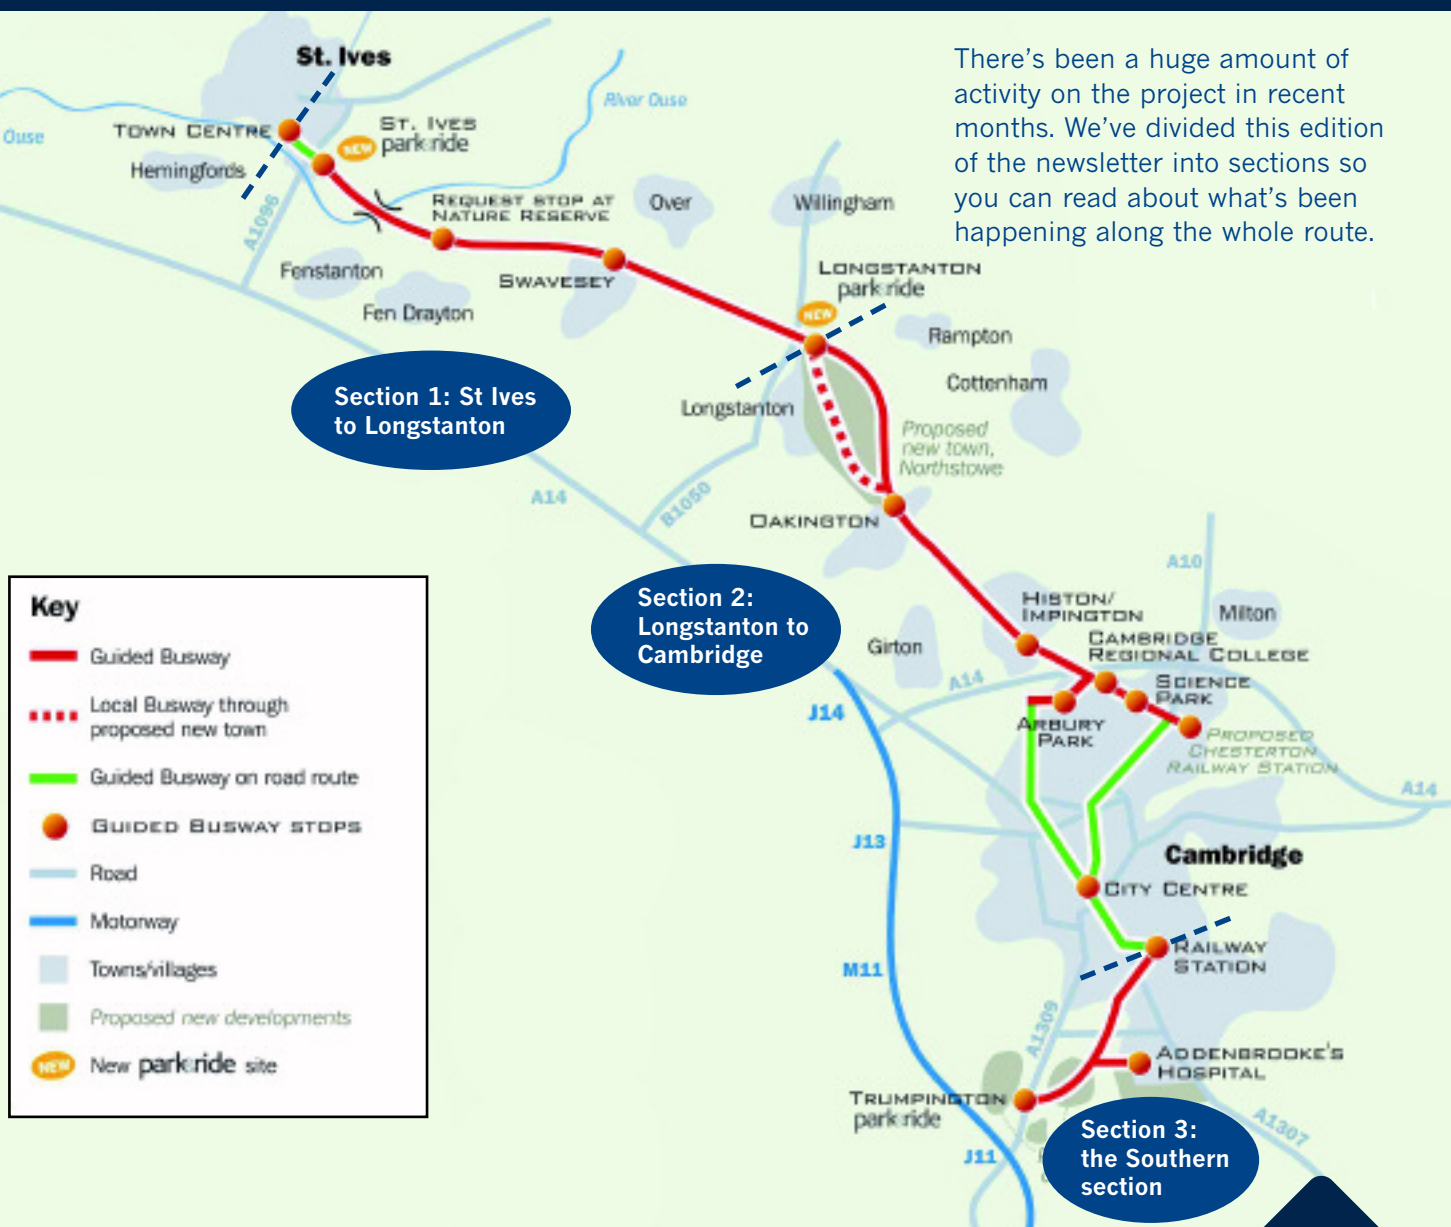 There's been a huge amount of
activity on the project in recent
months. We've divided this edition
of the newsletter into sections so
you can read about what's been
happening along the whole route.
St. Ives
River Ouse
Ouse
TOWN CENTRE
NEW
ST. IVES
park&ride
Hemingfords
A1096
REQUEST STOP AT
NATURE RESERVE
Over
Willingham
Fenstanton
Fen Drayton
SWAVESEY
LONGSTANTON
park&ride
NEW
Rampton
Cottenham
Longstanton
Proposed
new town,
Northstowe
Section 1: St Ives
to Longstanton
A14
B1050
OAKINGTON
A10
Section 2:
Longstanton to
Cambridge
HISTON/
IMPINGTON
Milton
Girton
CAMBRIDGE
REGIONAL COLLEGE
A14
SCIENCE
PARK
J14
ARBURY
PARK
PROPOSED
CHESTERTON
RAILWAY STATION
A14
J13
Cambridge
CITY CENTRE
M11
RAILWAY
STATION
A1309
ADDENBROOKE'S
HOSPITAL
TRUMPINGTON
park&ride
A1307
J11
Section 3:
the Southern
section
Key
Guided Busway
Local Busway through
proposed new town
Guided Busway on road route
GUIDED BUSWAY STOPS
Road
Motorway
Towns/villages
Proposed new developments
NEW
New park&ride site